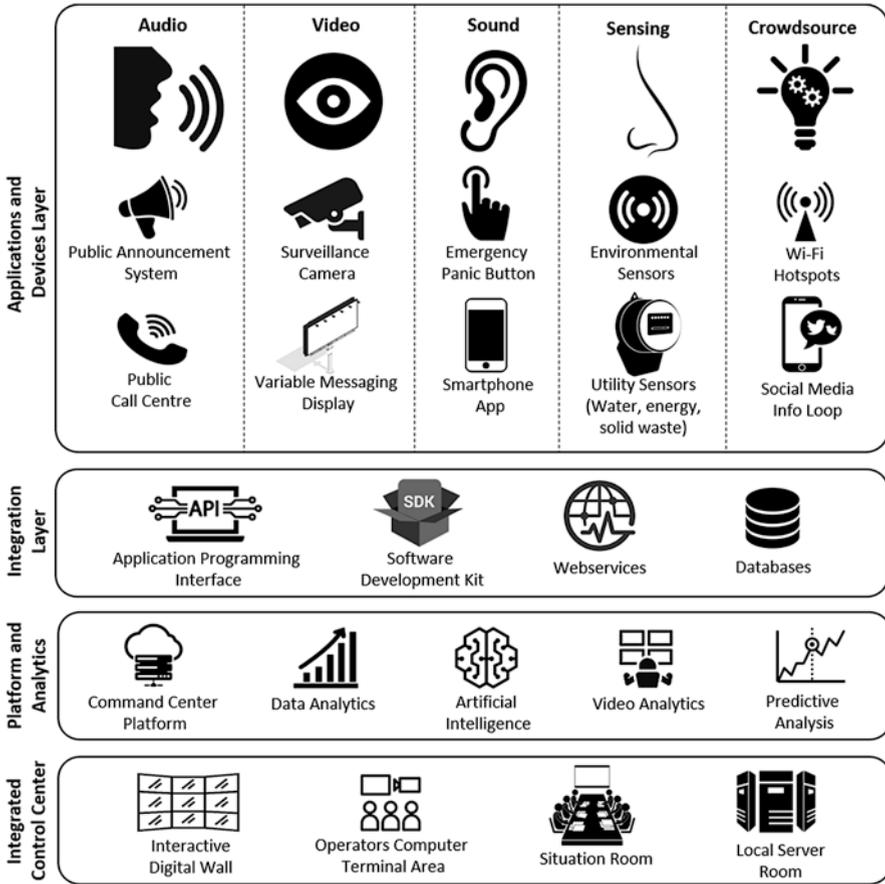 Audio
Video
Sound
Sensing
Crowdsource
Applications and
Devices Layer
Public Announcement
System
Surveillance
Camera
Emergency
Panic Button
Environmental
Sensors
Wi-Fi
Hotspots
Public
Call Centre
Variable Messaging
Display
Smartphone
App
Utility Sensors
(Water, energy,
solid waste)
Social Media
Info Loop
Integration
Layer
API
SDK
Application Programming
Interface
Software
Development Kit
Webservices
Databases
Platform and
Analytics
Command Center
Platform
Data Analytics
Artificial
Intelligence
Video Analytics
Predictive
Analysis
Integrated
Control Center
Interactive
Digital Wall
Operators Computer
Terminal Area
Situation Room
Local Server
Room